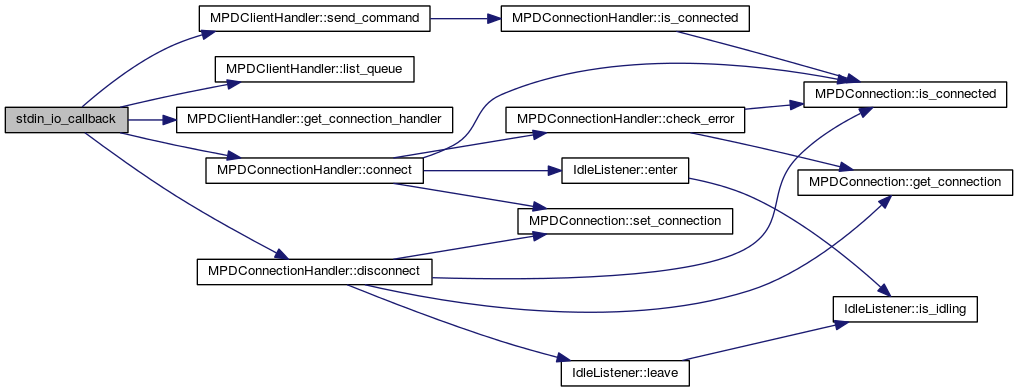 MPDClientHandler::send_command
MPDConnectionHandler::is_connected
MPDClientHandler::list_queue
MPDConnection::is_connected
stdin_io_callback
MPDClientHandler::get_connection_handler
MPDConnectionHandler::check_error
MPDConnectionHandler::connect
IdleListener::enter
MPDConnection::get_connection
MPDConnection::set_connection
MPDConnectionHandler::disconnect
IdleListener::is_idling
IdleListener::leave